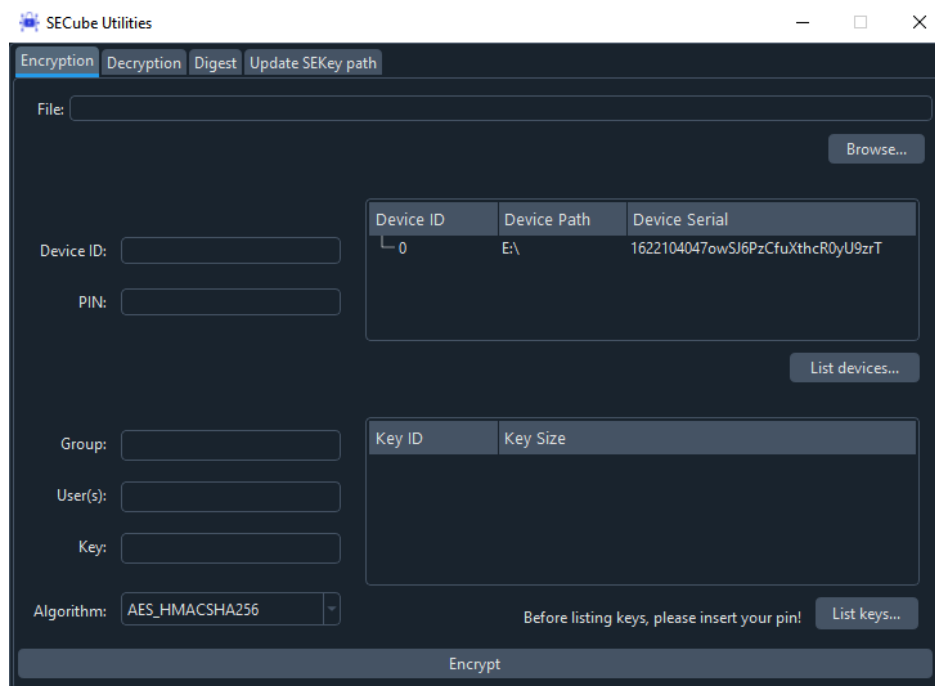 SECube Utilities
Encryption Decryption Digest Update SEKey path
File:
Browse...
Device ID Device Path Device Serial
0 E:\ 1622104047owSJ6PzCfuXthcR0yU9zrT
Device ID:
PIN:
List devices...
Key ID Key Size
Group:
User(s):
Key:
Algorithm: AES_HMACSHA256
Before listing keys, please insert your pin! List keys...
Encrypt